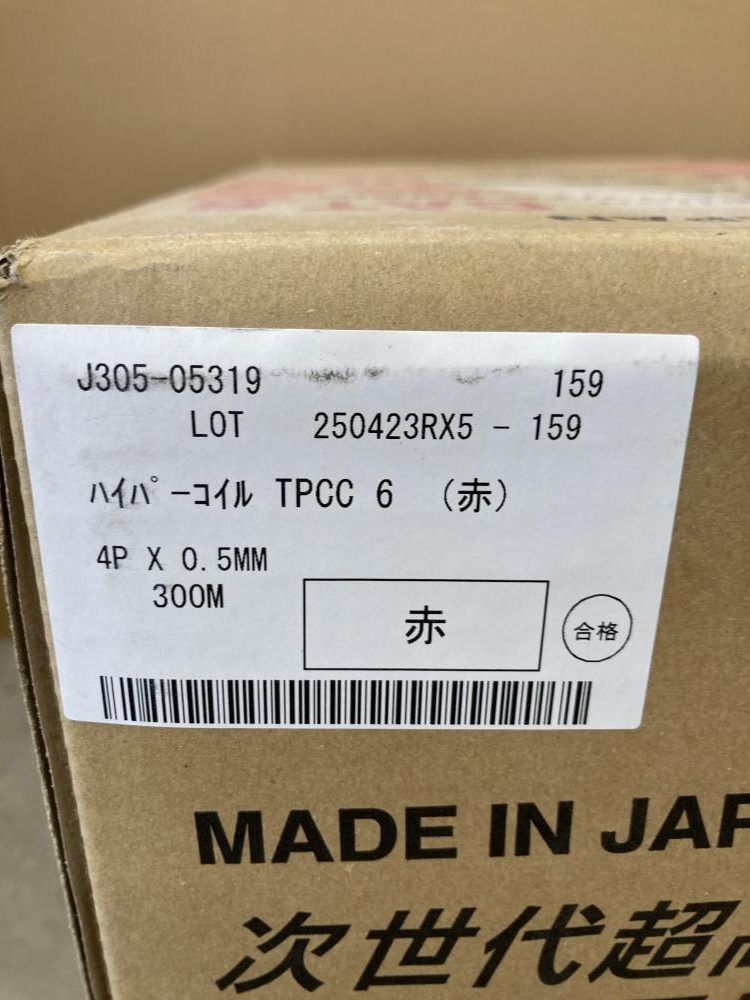 J305-05319 159
LOT 250423RX5 - 159
ﾊｲﾊﾟｰｺｲﾙ TPCC 6 （赤）
4P X 0.5MM
300M
赤
合格
MADE IN JAP
次世代超